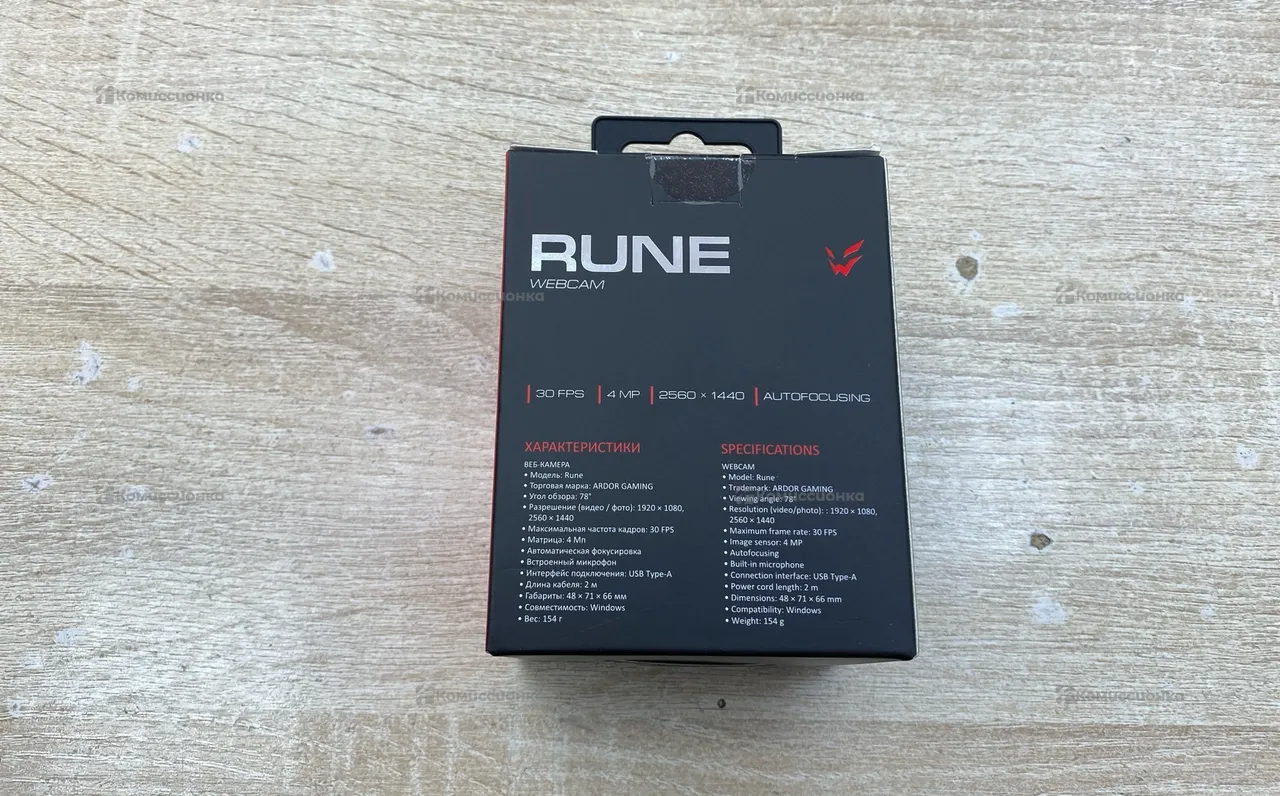 RUNE
WEBCAM
30 FPS | 4 MP | 2560 × 1440 | AUTOFOCUSING
ХАРАКТЕРИСТИКИ
ВЕБ-КАМЕРА
• Модель: Rune
• Торговая марка: ARDOR GAMING
• Угол обзора: 78°
• Разрешение (видео / фото): 1920 × 1080,
2560 × 1440
• Максимальная частота кадров: 30 FPS
• Матрица: 4 Мп
• Автоматическая фокусировка
• Встроенный микрофон
• Интерфейс подключения: USB Type-A
• Длина кабеля: 2 м
• Габариты: 48 × 71 × 66 мм
• Совместимость: Windows
• Вес: 154 г
SPECIFICATIONS
WEBCAM
• Model: Rune
• Trademark: ARDOR GAMING
• Viewing angle: 78°
• Resolution (video/photo): : 1920 × 1080,
2560 × 1440
• Maximum frame rate: 30 FPS
• Image sensor: 4 MP
• Autofocusing
• Built-in microphone
• Connection interface: USB Type-A
• Power cord length: 2 m
• Dimensions: 48 × 71 × 66 mm
• Compatibility: Windows
• Weight: 154 g
Комиссионка
Комиссионка
Комиссионка
Комиссионка
Комиссионка
Комиссионка
Комиссионка
Комиссионка